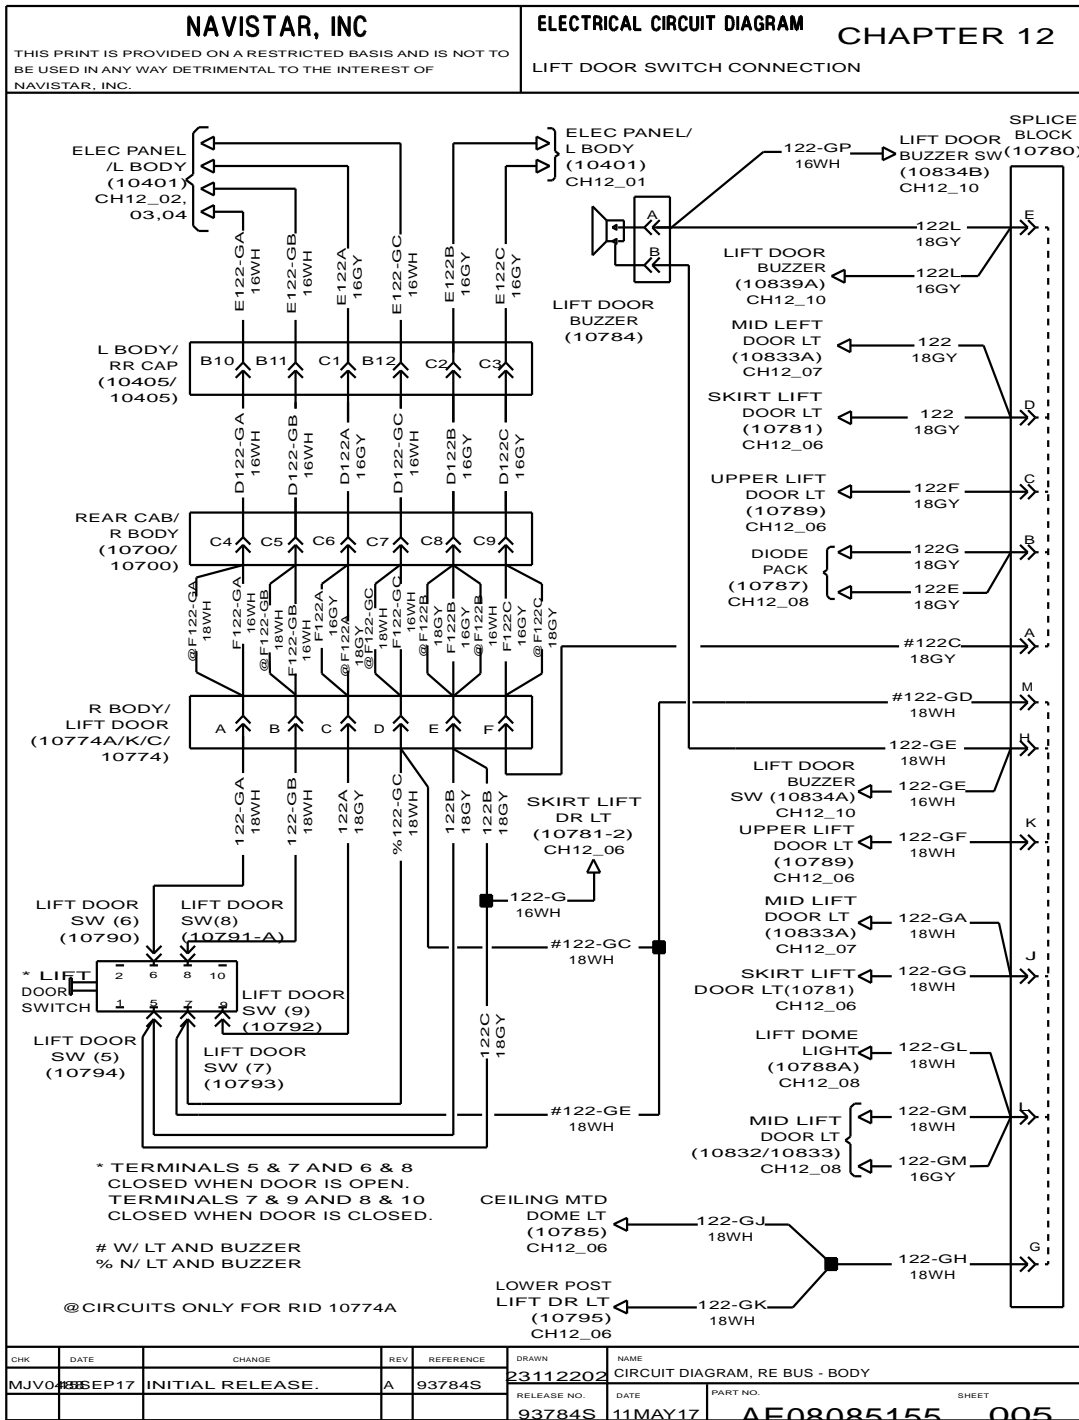 NAVISTAR, INC
THIS PRINT IS PROVIDED ON A RESTRICTED BASIS AND IS NOT TO
BE USED IN ANY WAY DETRIMENTAL TO THE INTEREST OF
NAVISTAR, INC.
ELECTRICAL CIRCUIT DIAGRAM
CHAPTER 12
LIFT DOOR SWITCH CONNECTION
ELEC PANEL
/L BODY
(10401)
CH12_02,
03,04
ELEC PANEL/
L BODY
(10401)
CH12_01
E122-GA
16WH
E122-GB
16WH
E122A
16GY
E122-GC
16WH
E122B
16GY
E122C
16GY
L BODY/
RR CAP
(10405/
10405)
B10
B11
C1
B12
C2
C3
D122-GA
16WH
D122-GB
16WH
D122A
16GY
D122-GC
16WH
D122B
16GY
D122C
16GY
REAR CAB/
R BODY
(10700/
10700)
C4
C5
C6
C7
C8
C9
@F122-GA
18WH
F122-GA
16WH
@F122-GB
18WH
F122-GB
16WH
F122A
16GY
@F122A
18GY
@F122-GC
18WH
F122-GC
16WH
@F122B
18GY
F122B
16GY
@F122B
16WH
F122C
16GY
@F122C
18GY
R BODY/
LIFT DOOR
(10774A/K/C/
10774)
A
B
C
D
E
F
122-GA
18WH
122-GB
18WH
122A
18GY
%122-GC
18WH
122B
18GY
122B
18GY
SKIRT LIFT
DR LT
(10781-2)
CH12_06
122-G
16WH
#122-GC
18WH
122C
18GY
#122-GE
18WH
LIFT DOOR
SW (6)
(10790)
LIFT DOOR
SW(8)
(10791-A)
* LIFT
DOOR
SWITCH
2
6
8
10
1
5
7
9
LIFT DOOR
SW (9)
(10792)
LIFT DOOR
SW (5)
(10794)
LIFT DOOR
SW (7)
(10793)
* TERMINALS 5 & 7 AND 6 & 8
CLOSED WHEN DOOR IS OPEN.
TERMINALS 7 & 9 AND 8 & 10
CLOSED WHEN DOOR IS CLOSED.
# W/ LT AND BUZZER
% N/ LT AND BUZZER
@CIRCUITS ONLY FOR RID 10774A
A
B
LIFT DOOR
BUZZER
(10784)
122-GP
16WH
LIFT DOOR
BUZZER SW
(10834B)
CH12_10
SPLICE
BLOCK
(10780)
122L
18GY
E
LIFT DOOR
BUZZER
(10839A)
CH12_10
122L
16GY
MID LEFT
DOOR LT
(10833A)
CH12_07
122
18GY
SKIRT LIFT
DOOR LT
(10781)
CH12_06
122
18GY
D
UPPER LIFT
DOOR LT
(10789)
CH12_06
122F
18GY
C
DIODE
PACK
(10787)
CH12_08
122G
18GY
B
122E
18GY
#122C
18GY
A
#122-GD
18WH
M
122-GE
18WH
H
LIFT DOOR
BUZZER
SW (10834A)
CH12_10
122-GE
16WH
UPPER LIFT
DOOR LT
(10789)
CH12_06
122-GF
18WH
K
MID LIFT
DOOR LT
(10833A)
CH12_07
122-GA
18WH
SKIRT LIFT
DOOR LT(10781)
CH12_06
122-GG
18WH
J
LIFT DOME
LIGHT
(10788A)
CH12_08
122-GL
18WH
MID LIFT
DOOR LT
(10832/10833)
CH12_08
122-GM
18WH
L
122-GM
16GY
CEILING MTD
DOME LT
(10785)
CH12_06
122-GJ
18WH
122-GH
18WH
G
LOWER POST
LIFT DR LT
(10795)
CH12_06
122-GK
18WH
CHK
DATE
CHANGE
REV
REFERENCE
SEP17
INITIAL RELEASE.
A
93784S
DRAWN
23112202
NAME
CIRCUIT DIAGRAM, RE BUS - BODY
RELEASE NO.
93784S
DATE
11MAY17
PART NO.
AE08085155
SHEET
005